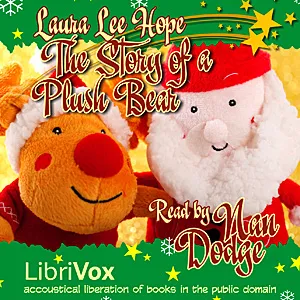 Laura Lee Hope
The Story of a
Plush Bear
Read by Nan
Dodge
LibriVox
accoustical liberation of books in the public domain